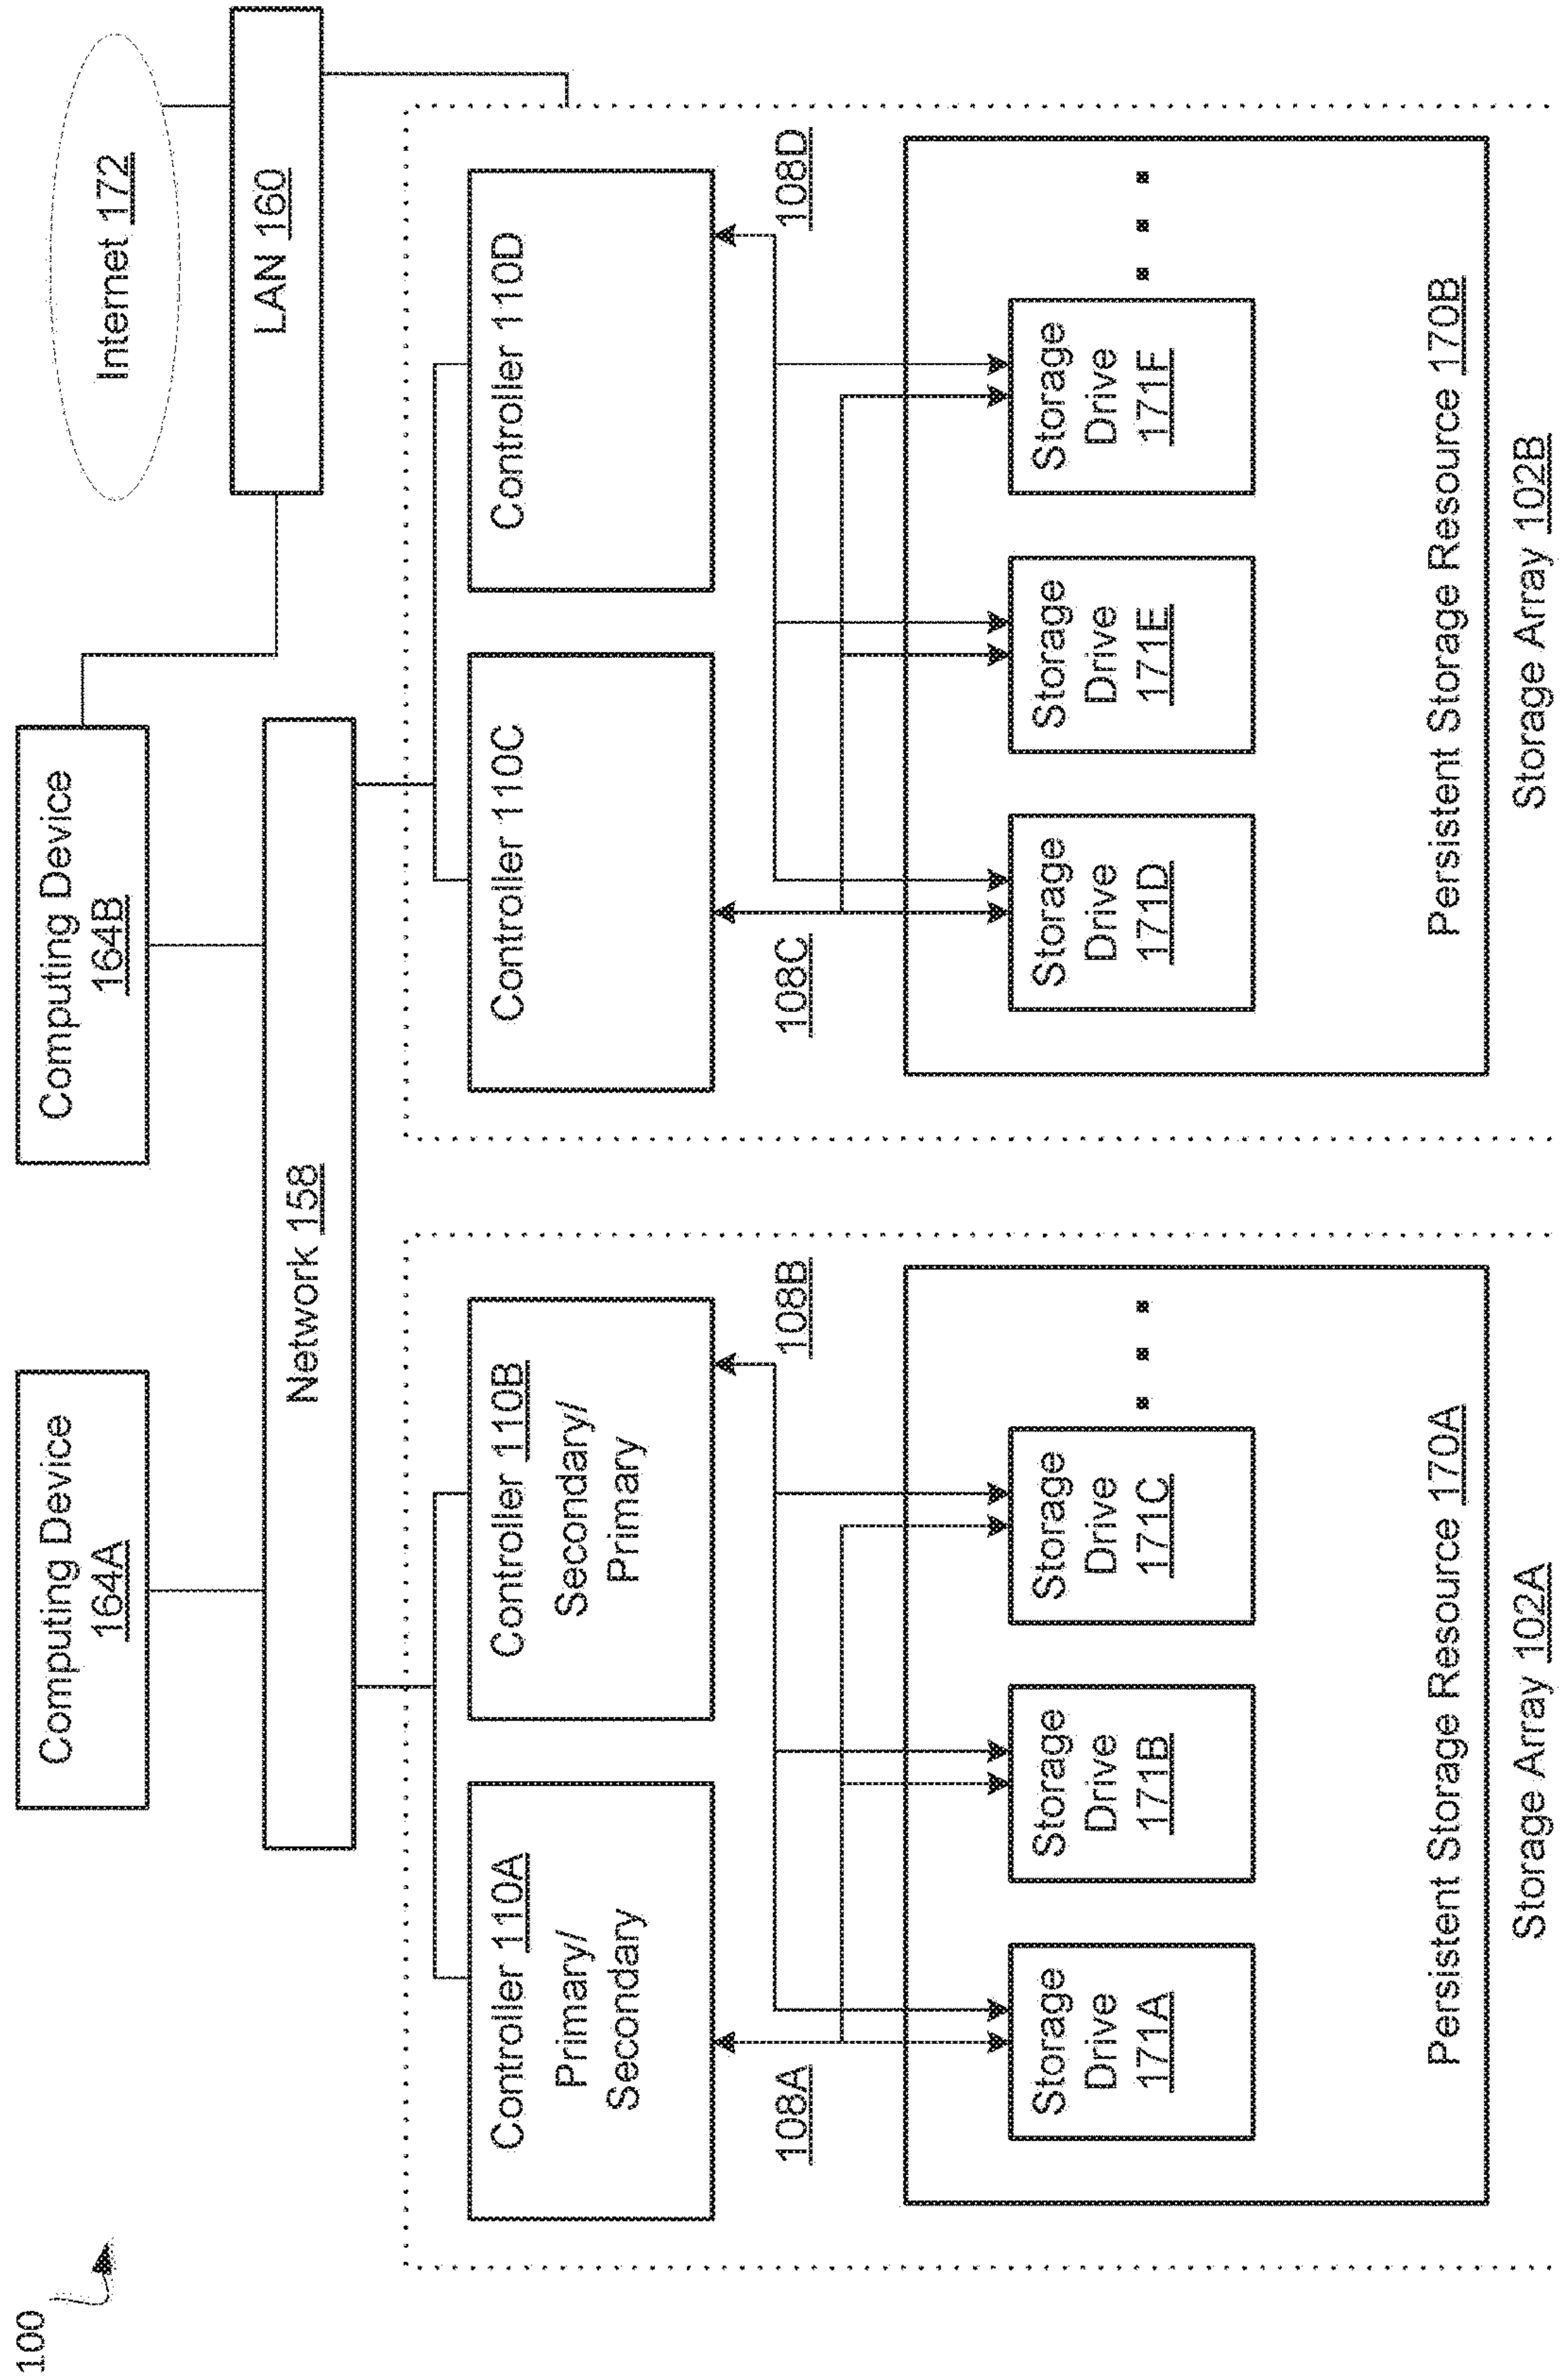 100
Computing Device
164A
Computing Device
164B
Internet 172
Network 158
LAN 160
Controller 110A
Primary/
Secondary
Controller 110B
Secondary/
Primary
Controller 110C
Controller 110D
108A
108B
108C
108D
Storage
Drive
171A
Storage
Drive
171B
Storage
Drive
171C
Storage
Drive
171D
Storage
Drive
171E
Storage
Drive
171F
Persistent Storage Resource 170A
Persistent Storage Resource 170B
Storage Array 102A
Storage Array 102B